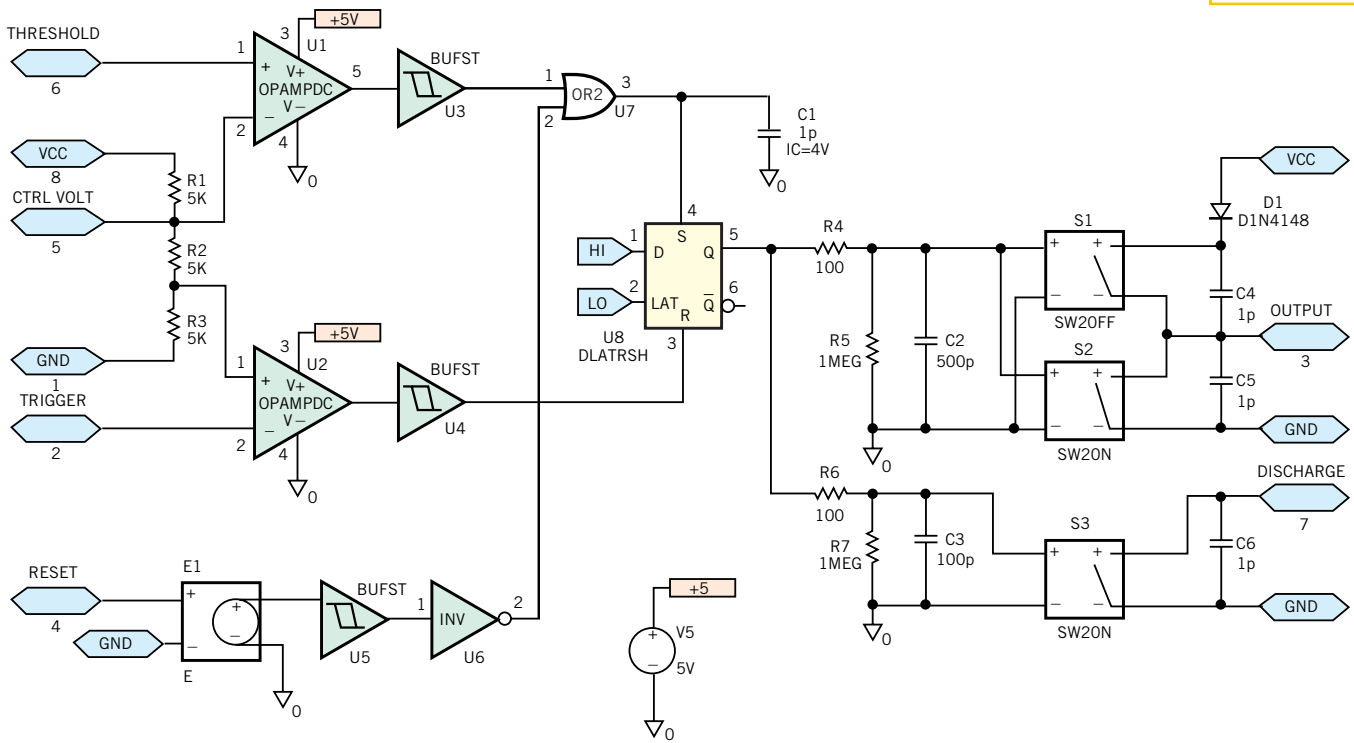 THRESHOLD
6
VCC
8
CTRL VOLT
5
GND
1
TRIGGER
2
RESET
4
GND
R1
5K
R2
5K
R3
5K
+5V
3
U1
1
+
V+
OPAMPDC
V−
−
2
4
0
5
BUFST
U3
+5V
3
U2
1
+
V+
OPAMPDC
V−
−
2
4
0
BUFST
U4
E1
+
−
+
−
E
0
BUFST
U5
1
INV
2
U6
1
2
OR2
3
U7
C1
1p
IC=4V
0
HI
LO
1
2
4
S
D
Q
5
LAT
Q
6
R
3
U8
DLATRSH
+5
+
−
V5
5V
0
R4
100
R5
1MEG
C2
500p
0
R6
100
R7
1MEG
C3
100p
0
S1
+
+
−
−
SW20FF
S2
+
+
−
−
SW20N
S3
+
+
−
−
SW20N
VCC
D1
D1N4148
C4
1p
OUTPUT
3
C5
1p
GND
DISCHARGE
7
C6
1p
GND